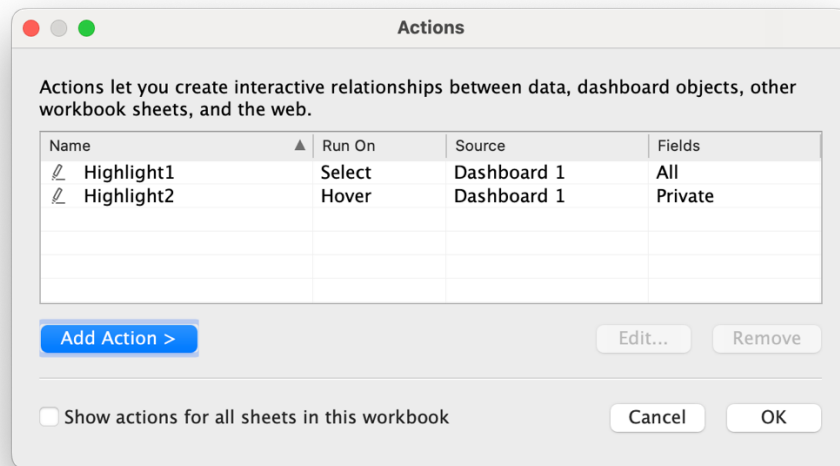 Actions
Actions let you create interactive relationships between data, dashboard objects, other
workbook sheets, and the web.
Name Run On Source Fields
Highlight1 Select Dashboard 1 All
Highlight2 Hover Dashboard 1 Private
Add Action > Edit... Remove
Show actions for all sheets in this workbook Cancel OK